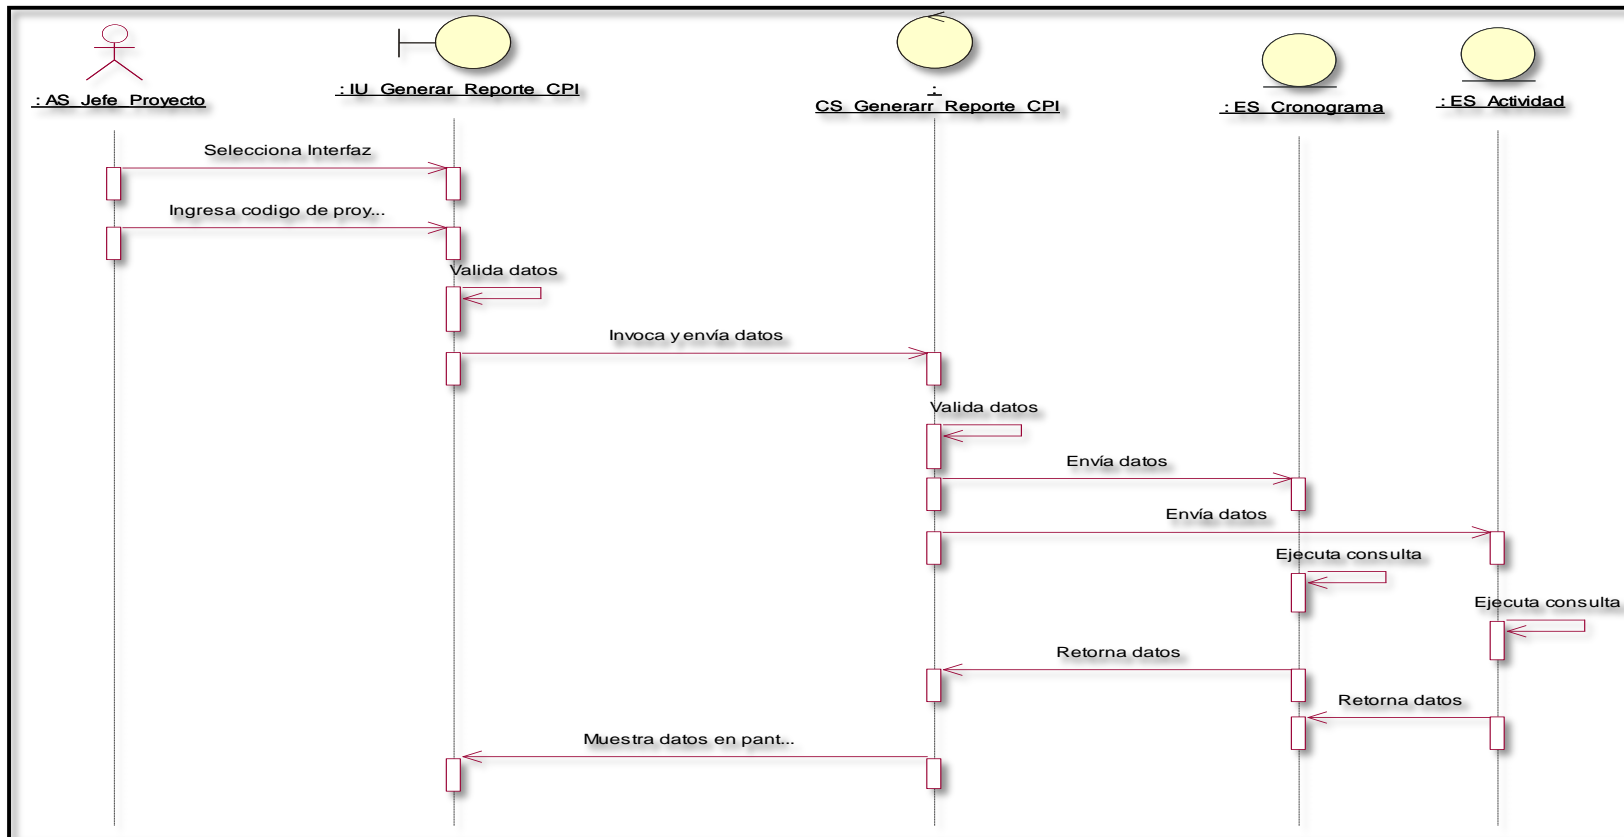 : AS_Jefe_Proyecto
: IU_Generar_Reporte_CPI
:
CS_Generarr_Reporte_CPI
: ES_Cronograma
: ES_Actividad
Selecciona Interfaz
Ingresa codigo de proy...
Valida datos
Invoca y envía datos
Valida datos
Envía datos
Envía datos
Ejecuta consulta
Ejecuta consulta
Retorna datos
Retorna datos
Muestra datos en pant...